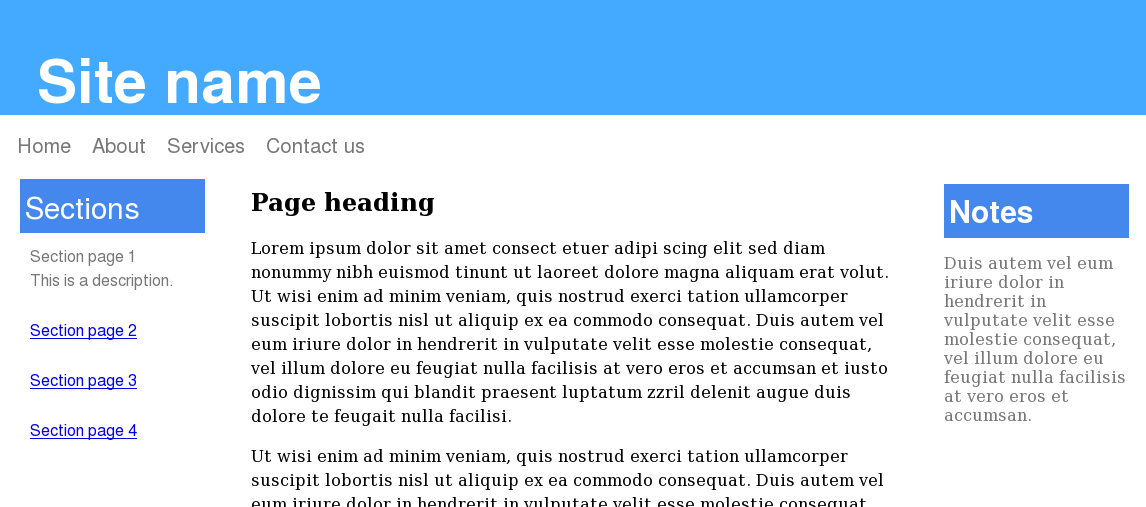 Site name
Home About Services Contact us
Sections
Section page 1
This is a description.
Section page 2
Section page 3
Section page 4
Page heading
Lorem ipsum dolor sit amet consect etuer adipi scing elit sed diam
nonummy nibh euismod tinunt ut laoreet dolore magna aliquam erat volut.
Ut wisi enim ad minim veniam, quis nostrud exerci tation ullamcorper
suscipit lobortis nisl ut aliquip ex ea commodo consequat. Duis autem vel
eum iriure dolor in hendrerit in vulputate velit esse molestie consequat,
vel illum dolore eu feugiat nulla facilisis at vero eros et accumsan et iusto
odio dignissim qui blandit praesent luptatum zzril delenit augue duis
dolore te feugait nulla facilisi.
Ut wisi enim ad minim veniam, quis nostrud exerci tation ullamcorper
suscipit lobortis nisl ut aliquip ex ea commodo consequat. Duis autem vel
eum iriure dolor in hendrerit in vulputate velit esse molestie consequat
Notes
Duis autem vel eum
iriure dolor in
hendrerit in
vulputate velit esse
molestie consequat,
vel illum dolore eu
feugiat nulla facilisis
at vero eros et
accumsan.